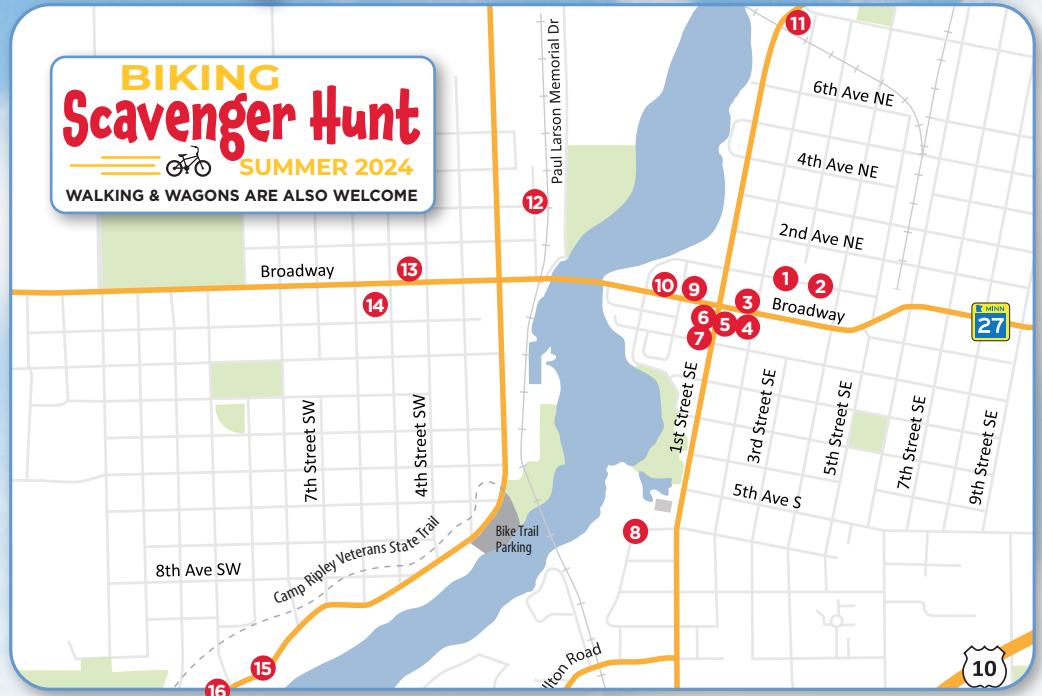 BIKING
Scavenger Hunt
SUMMER 2024
WALKING & WAGONS ARE ALSO WELCOME
Paul Larson Memorial Dr
11
6th Ave NE
4th Ave NE
12
2nd Ave NE
Broadway
13
14
10
9
1
2
3
Broadway
MINN
27
6
5
4
7
1st Street SE
3rd Street SE
5th Street SE
7th Street SE
9th Street SE
7th Street SW
4th Street SW
5th Ave S
8
Bike Trail
Parking
Camp Ripley Veterans State Trail
8th Ave SW
15
16
lton Road
10